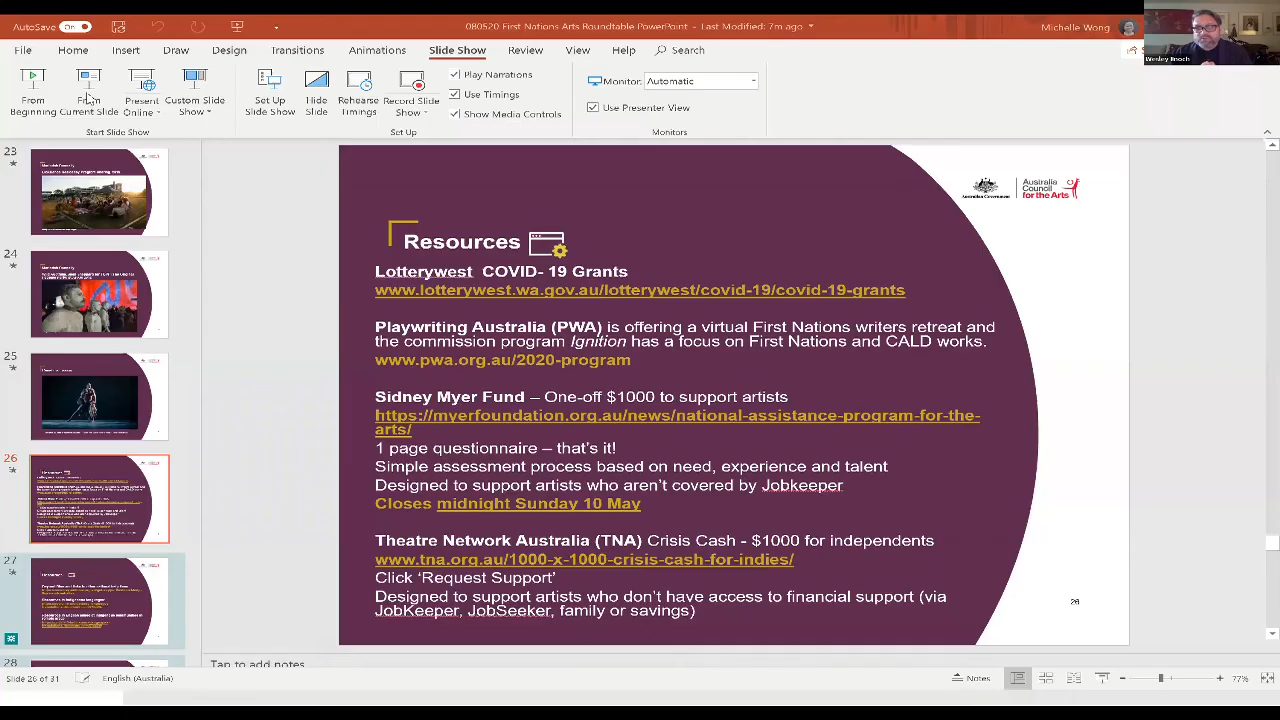 AutoSave On
080520 First Nations Arts Roundtable PowerPoint - Last Modified: 7m ago
Michelle Wong
Wesley Enoch
File Home Insert Draw Design Transitions Animations Slide Show Review View Help Search
From Beginning
From Current Slide
Present Online
Custom Slide Show
Set Up Slide Show
Hide Slide
Rehearse Timings
Record Slide Show
Play Narrations
Use Timings
Show Media Controls
Monitor: Automatic
Use Presenter View
Start Slide Show
Set Up
Monitors
23
24
25
26
27
Resources
28
Australian Government
Australia Council for the Arts
Resources
Lotterywest COVID- 19 Grants
www.lotterywest.wa.gov.au/lotterywest/covid-19/covid-19-grants
Playwriting Australia (PWA) is offering a virtual First Nations writers retreat and
the commission program Ignition has a focus on First Nations and CALD works.
www.pwa.org.au/2020-program
Sidney Myer Fund – One-off $1000 to support artists
https://myerfoundation.org.au/news/national-assistance-program-for-the-
arts/
1 page questionnaire – that's it!
Simple assessment process based on need, experience and talent
Designed to support artists who aren't covered by Jobkeeper
Closes midnight Sunday 10 May
Theatre Network Australia (TNA) Crisis Cash - $1000 for independents
www.tna.org.au/1000-x-1000-crisis-cash-for-indies/
Click 'Request Support'
Designed to support artists who don't have access to financial support (via
JobKeeper, JobSeeker, family or savings)
26
Tap to add notes
Slide 26 of 31
English (Australia)
Notes
77%